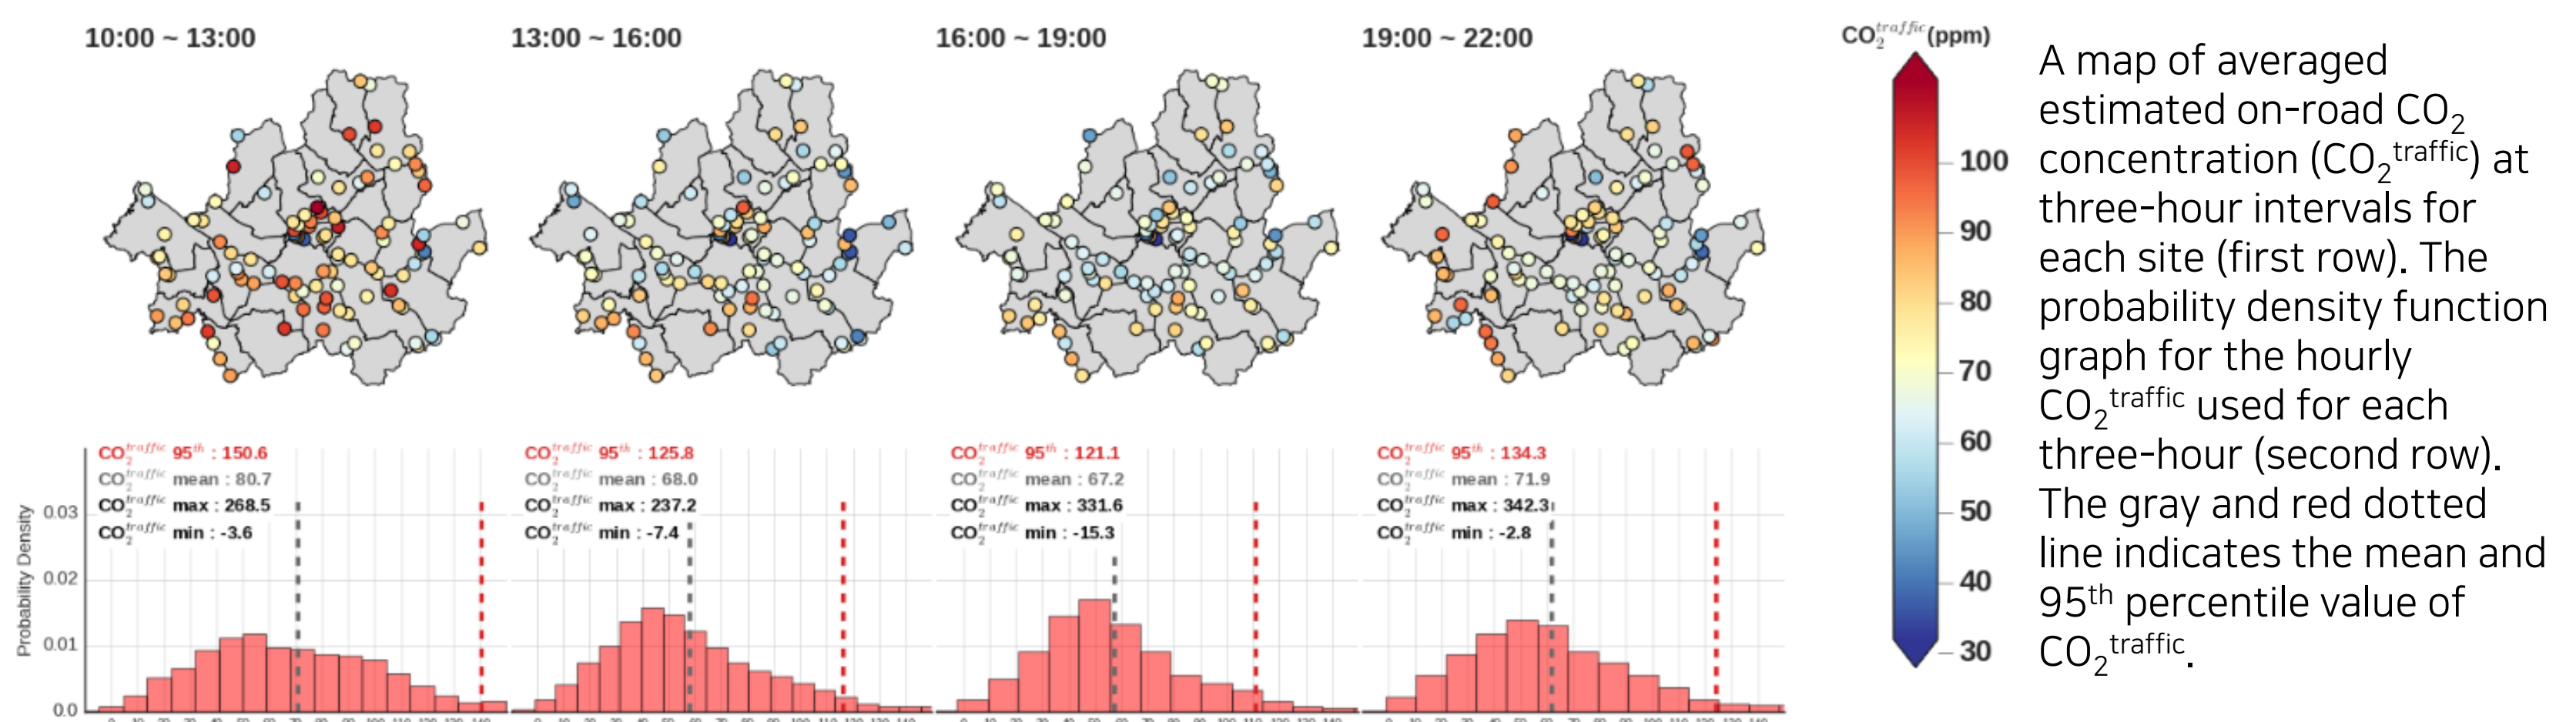 10:00 ~ 13:00
13:00 ~ 16:00
16:00 ~ 19:00
19:00 ~ 22:00
CO₂ᵗʳᵃᶠᶠⁱᶜ(ppm)
100
90
80
70
60
50
40
30
A map of averaged
estimated on-road CO₂
concentration (CO₂ᵗʳᵃᶠᶠⁱᶜ) at
three-hour intervals for
each site (first row). The
probability density function
graph for the hourly
CO₂ᵗʳᵃᶠᶠⁱᶜ used for each
three-hour (second row).
The gray and red dotted
line indicates the mean and
95ᵗʰ percentile value of
CO₂ᵗʳᵃᶠᶠⁱᶜ.
Probability Density
0.03
0.02
0.01
0.0
CO₂ᵗʳᵃᶠᶠⁱᶜ 95ᵗʰ : 150.6
CO₂ᵗʳᵃᶠᶠⁱᶜ mean : 80.7
CO₂ᵗʳᵃᶠᶠⁱᶜ max : 268.5
CO₂ᵗʳᵃᶠᶠⁱᶜ min : -3.6
CO₂ᵗʳᵃᶠᶠⁱᶜ 95ᵗʰ : 125.8
CO₂ᵗʳᵃᶠᶠⁱᶜ mean : 68.0
CO₂ᵗʳᵃᶠᶠⁱᶜ max : 237.2
CO₂ᵗʳᵃᶠᶠⁱᶜ min : -7.4
CO₂ᵗʳᵃᶠᶠⁱᶜ 95ᵗʰ : 121.1
CO₂ᵗʳᵃᶠᶠⁱᶜ mean : 67.2
CO₂ᵗʳᵃᶠᶠⁱᶜ max : 331.6
CO₂ᵗʳᵃᶠᶠⁱᶜ min : -15.3
CO₂ᵗʳᵃᶠᶠⁱᶜ 95ᵗʰ : 134.3
CO₂ᵗʳᵃᶠᶠⁱᶜ mean : 71.9
CO₂ᵗʳᵃᶠᶠⁱᶜ max : 342.3
CO₂ᵗʳᵃᶠᶠⁱᶜ min : -2.8